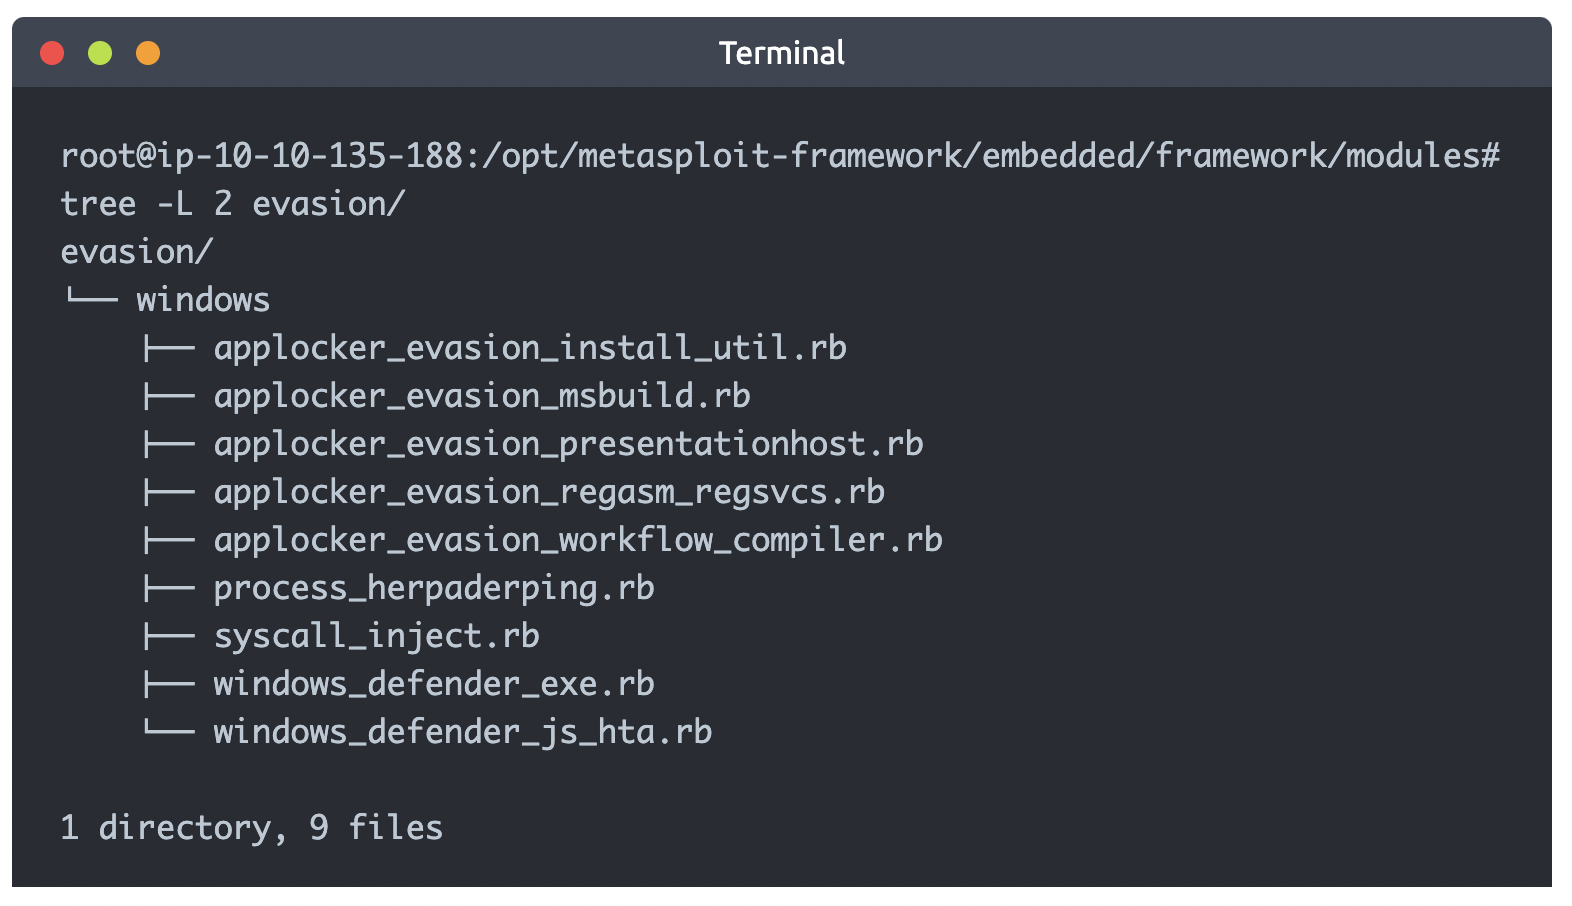 Terminal
root@ip-10-10-135-188:/opt/metasploit-framework/embedded/framework/modules#
tree -L 2 evasion/
evasion/
└── windows
    ├── applocker_evasion_install_util.rb
    ├── applocker_evasion_msbuild.rb
    ├── applocker_evasion_presentationhost.rb
    ├── applocker_evasion_regasm_regsvcs.rb
    ├── applocker_evasion_workflow_compiler.rb
    ├── process_herpaderping.rb
    ├── syscall_inject.rb
    ├── windows_defender_exe.rb
    └── windows_defender_js_hta.rb
1 directory, 9 files